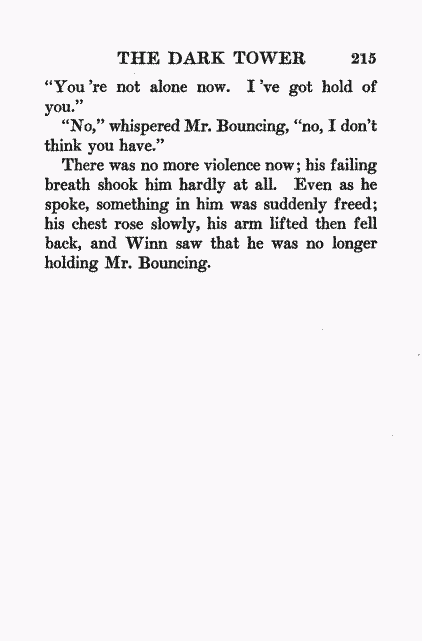 THE DARK TOWER 215
“You ’re not alone now. I ’ve got hold of
you.”
“No,” whispered Mr. Bouncing, “no, I don’t
think you have.”
There was no more violence now; his failing
breath shook him hardly at all. Even as he
spoke, something in him was suddenly freed;
his chest rose slowly, his arm lifted then fell
back, and Winn saw that he was no longer
holding Mr. Bouncing.